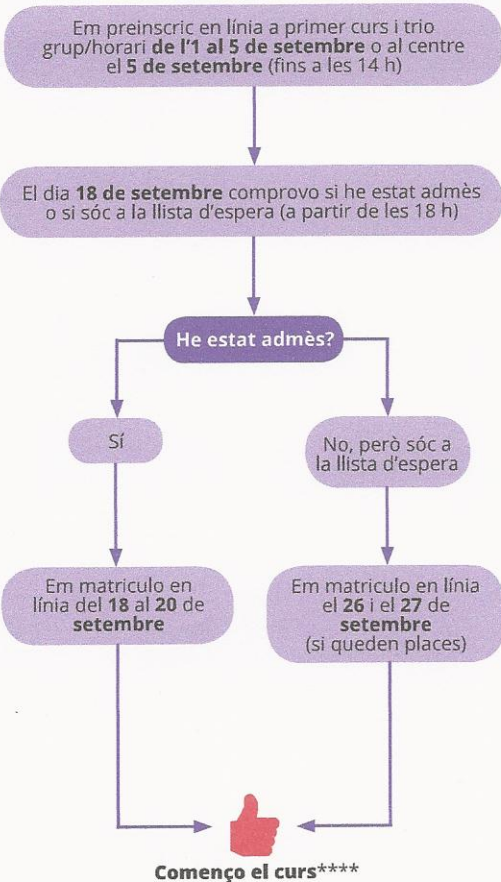 Em preinscric en línia a primer curs i trio
grup/horari de l'1 al 5 de setembre o al centre
el 5 de setembre (fins a les 14 h)
El dia 18 de setembre comprovo si he estat admès
o si sóc a la llista d'espera (a partir de les 18 h)
He estat admès?
Sí
No, però sóc a
la llista d'espera
Em matriculo en
línia del 18 al 20 de
setembre
Em matriculo en línia
el 26 i el 27 de
setembre
(si queden places)
Començo el curs****